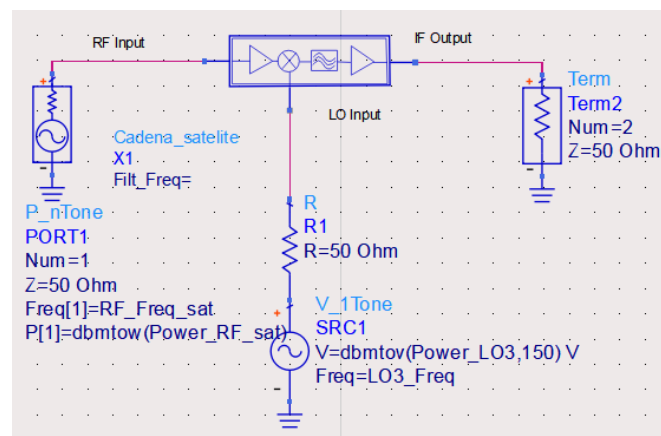 RF Input
IF Output
LO Input
Cadena_satelite
X1
Filt_Freq=
Term
Term2
Num=2
Z=50 Ohm
P_nTone
PORT1
Num=1
Z=50 Ohm
Freq[1]=RF_Freq_sat
P[1]=dbmtow(Power_RF_sat)
R
R1
R=50 Ohm
V_1Tone
SRC1
V=dbmtov(Power_LO3,150) V
Freq=LO3_Freq